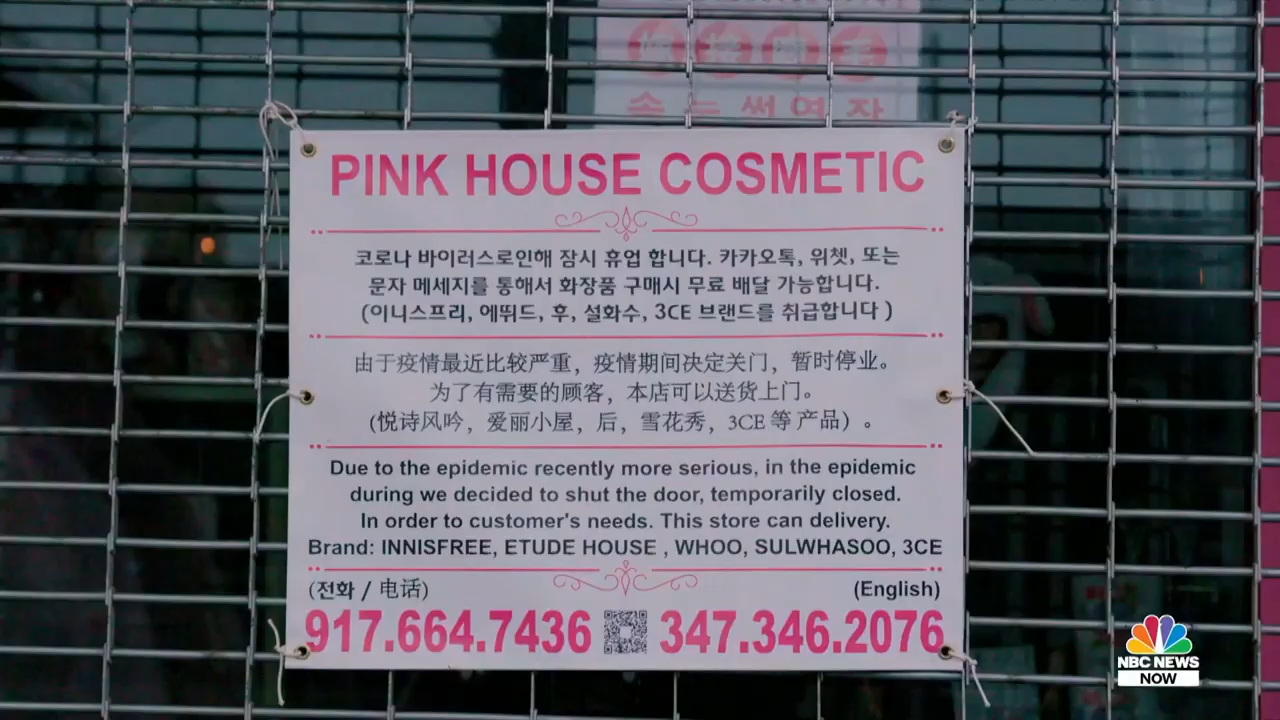 속눈썹연장
PINK HOUSE COSMETIC
코로나 바이러스로인해 잠시 휴업 합니다. 카카오톡, 위쳇, 또는
문자 메세지를 통해서 화장품 구매시 무료 배달 가능합니다.
(이니스프리, 에뛰드, 후, 설화수, 3CE 브랜드를 취급합니다 )
由于疫情最近比较严重，疫情期间决定关门，暂时停业。
为了有需要的顾客，本店可以送货上门。
(悦诗风吟，爱丽小屋，后，雪花秀，3CE 等 产品）。
Due to the epidemic recently more serious, in the epidemic
during we decided to shut the door, temporarily closed.
In order to customer's needs. This store can delivery.
Brand: INNISFREE, ETUDE HOUSE , WHOO, SULWHASOO, 3CE
(전화 / 电话) (English)
917.664.7436 347.346.2076
NBC NEWS
NOW